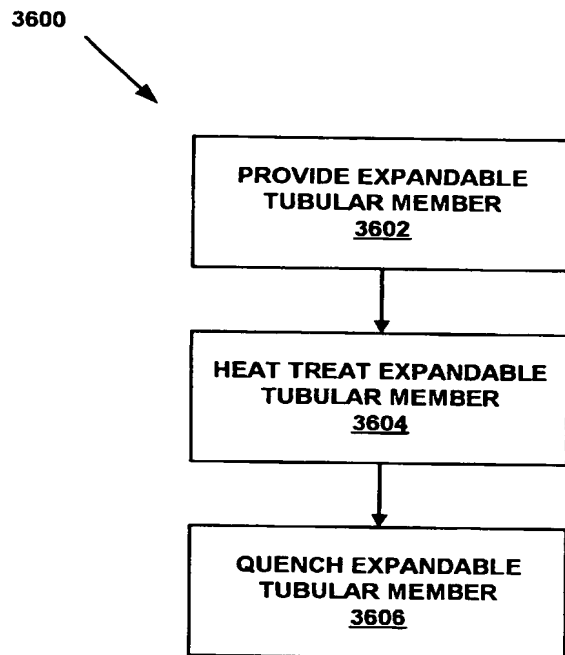 3600
PROVIDE EXPANDABLE
TUBULAR MEMBER
3602
HEAT TREAT EXPANDABLE
TUBULAR MEMBER
3604
QUENCH EXPANDABLE
TUBULAR MEMBER
3606